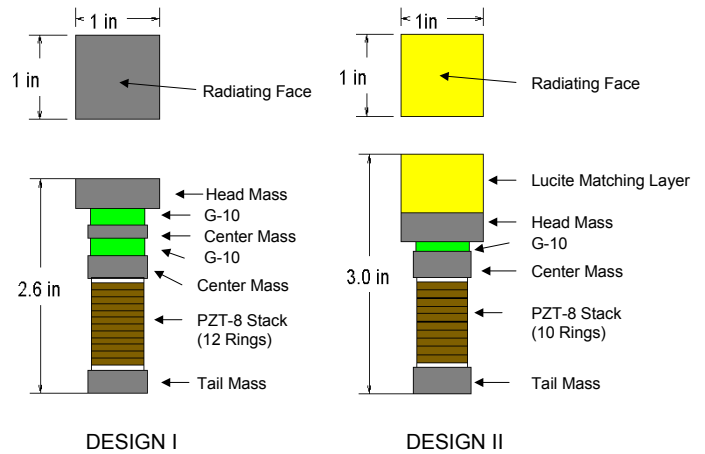 1 in
1 in
Radiating Face
Head Mass
G-10
Center Mass
G-10
Center Mass
2.6 in
PZT-8 Stack
(12 Rings)
Tail Mass
DESIGN I
1in
1 in
Radiating Face
Lucite Matching Layer
Head Mass
G-10
Center Mass
3.0 in
PZT-8 Stack
(10 Rings)
Tail Mass
DESIGN II